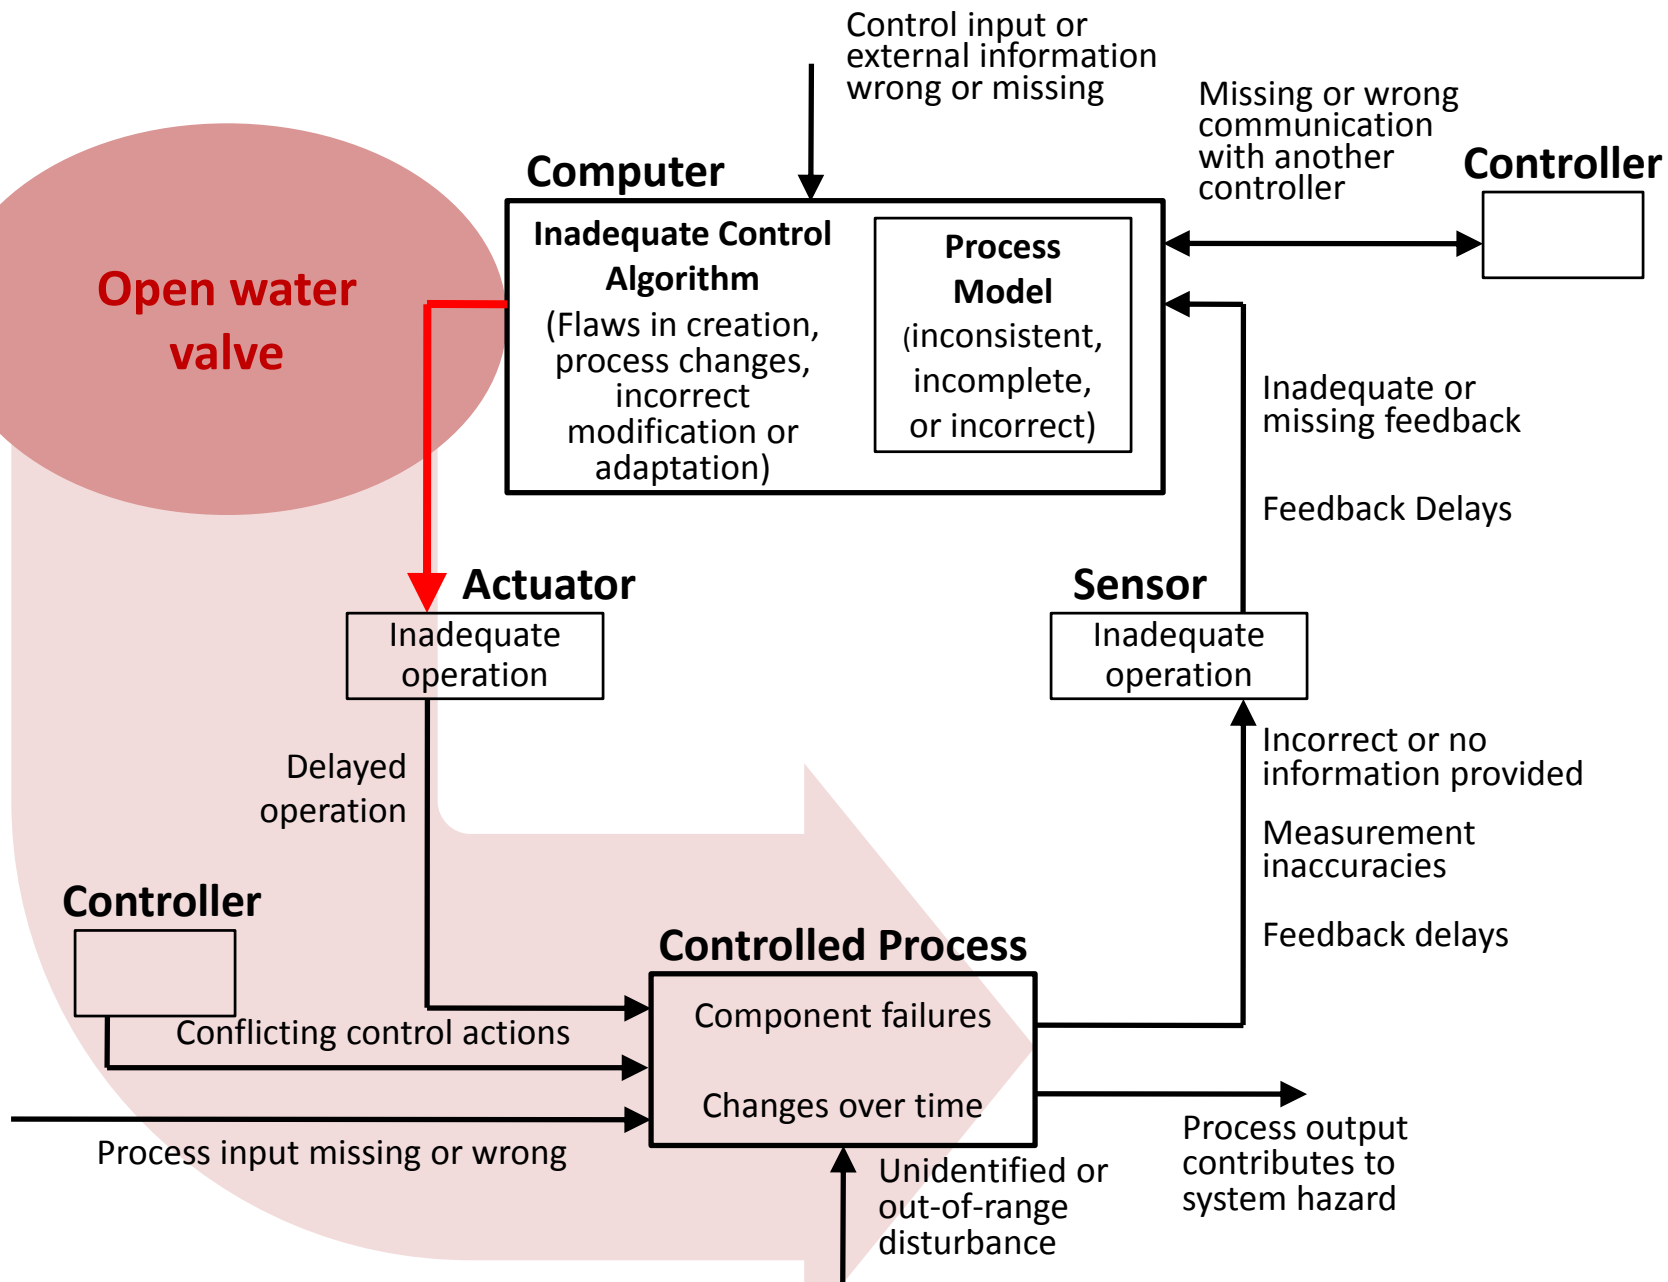 Control input or
external information
wrong or missing
Missing or wrong
communication
with another
controller
Controller
Computer
Inadequate Control
Algorithm
(Flaws in creation,
process changes,
incorrect
modification or
adaptation)
Process
Model
(inconsistent,
incomplete,
or incorrect)
Open water
valve
Inadequate or
missing feedback
Feedback Delays
Actuator
Inadequate
operation
Sensor
Inadequate
operation
Delayed
operation
Incorrect or no
information provided
Measurement
inaccuracies
Feedback delays
Controller
Conflicting control actions
Controlled Process
Component failures
Changes over time
Process input missing or wrong
Unidentified or
out-of-range
disturbance
Process output
contributes to
system hazard